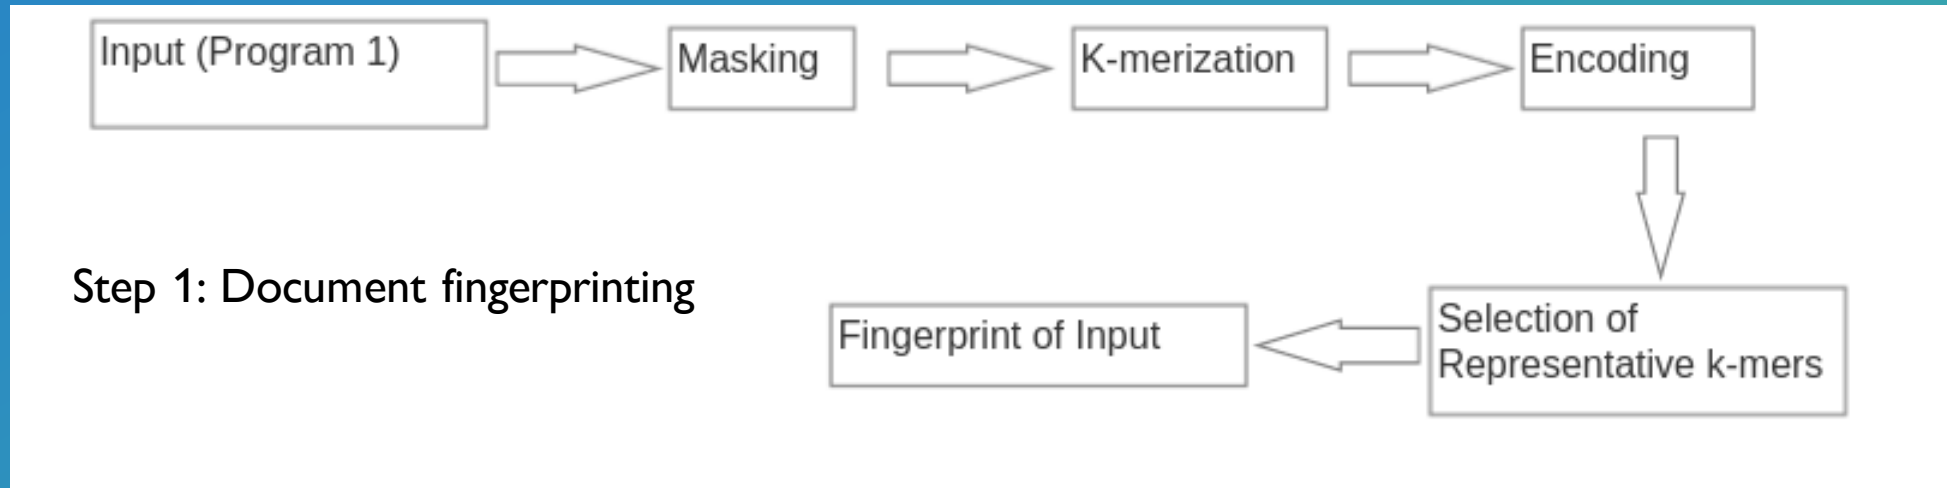 Input (Program 1)
Masking
K-merization
Encoding
Step 1: Document fingerprinting
Fingerprint of Input
Selection of
Representative k-mers